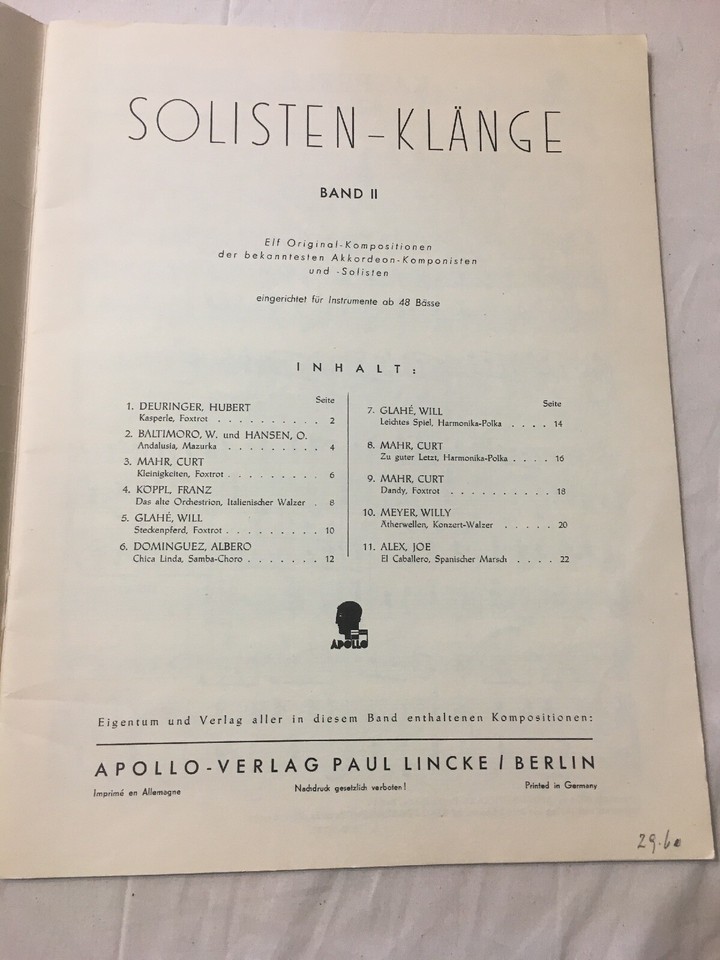 SOLISTEN-KLÄNGE
BAND II
Elf Original-Kompositionen
der bekanntesten Akkordeon-Komponisten
und -Solisten
eingerichtet für Instrumente ab 48 Bässe
INHALT:
Seite
1. DEURINGER, HUBERT
Kasperle, Foxtrot . . . . . . . . . . 2
2. BALTIMORO, W. und HANSEN, O.
Andalusia, Mazurka . . . . . . . . . 4
3. MAHR, CURT
Kleinigkeiten, Foxtrot . . . . . . . . . 6
4. KÖPPL, FRANZ
Das alte Orchestrion, Italienischer Walzer . 8
5. GLAHÉ, WILL
Steckenpferd, Foxtrot . . . . . . . . . 10
6. DOMINGUEZ, ALBERO
Chica Linda, Samba-Choro . . . . . . . 12
Seite
7. GLAHÉ, WILL
Leichtes Spiel, Harmonika-Polka . . . . 14
8. MAHR, CURT
Zu guter Letzt, Harmonika-Polka . . . . 16
9. MAHR, CURT
Dandy, Foxtrot . . . . . . . . . . 18
10. MEYER, WILLY
Ätherwellen, Konzert-Walzer . . . . . 20
11. ALEX, JOE
El Caballero, Spanischer Marsch . . . . 22
APOLLO
Eigentum und Verlag aller in diesem Band enthaltenen Kompositionen:
APOLLO-VERLAG PAUL LINCKE / BERLIN
Imprimé en Allemagne Nachdruck gesetzlich verboten! Printed in Germany